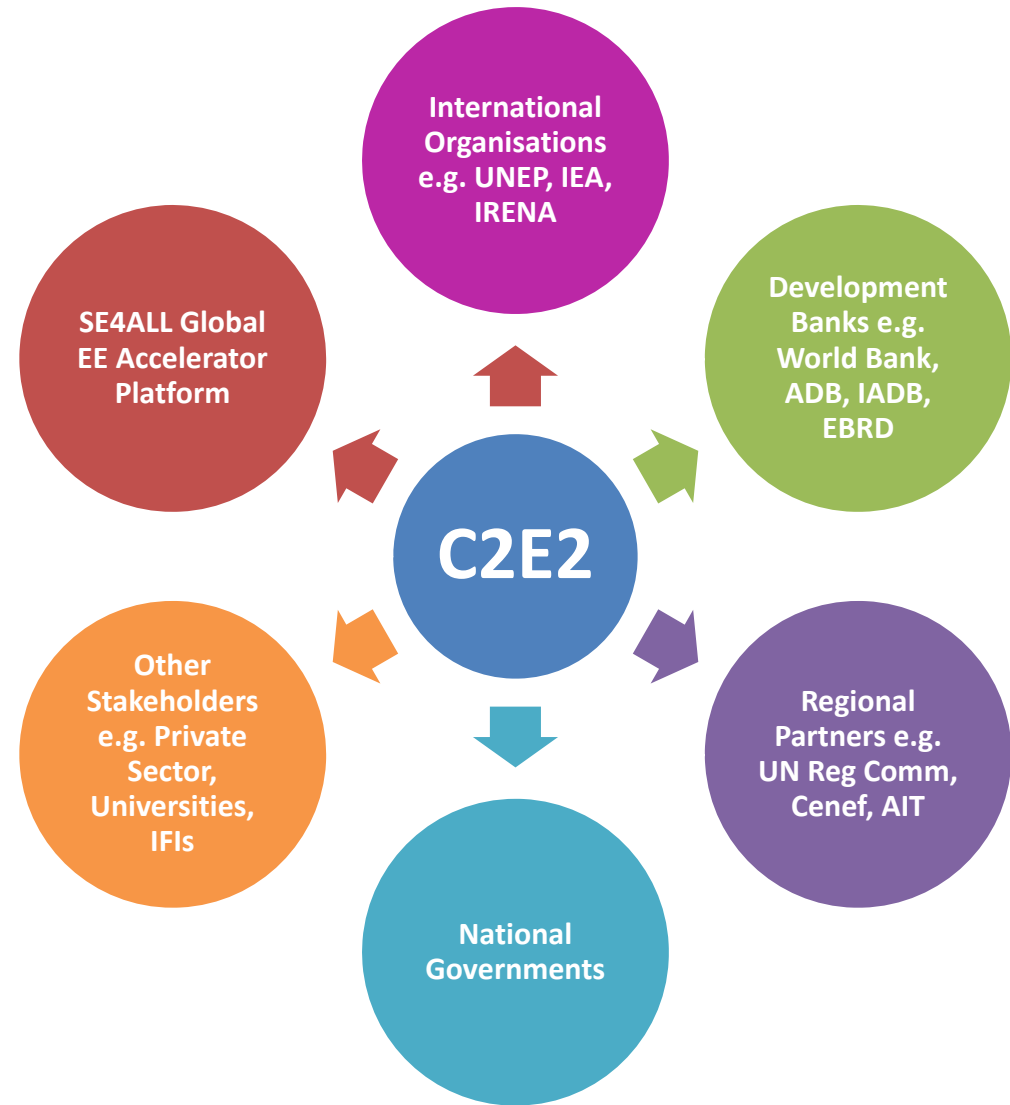 International
Organisations
e.g. UNEP, IEA,
IRENA
Development
Banks e.g.
World Bank,
ADB, IADB,
EBRD
SE4ALL Global
EE Accelerator
Platform
C2E2
Other
Stakeholders
e.g. Private
Sector,
Universities,
IFIs
Regional
Partners e.g.
UN Reg Comm,
Cenef, AIT
National
Governments